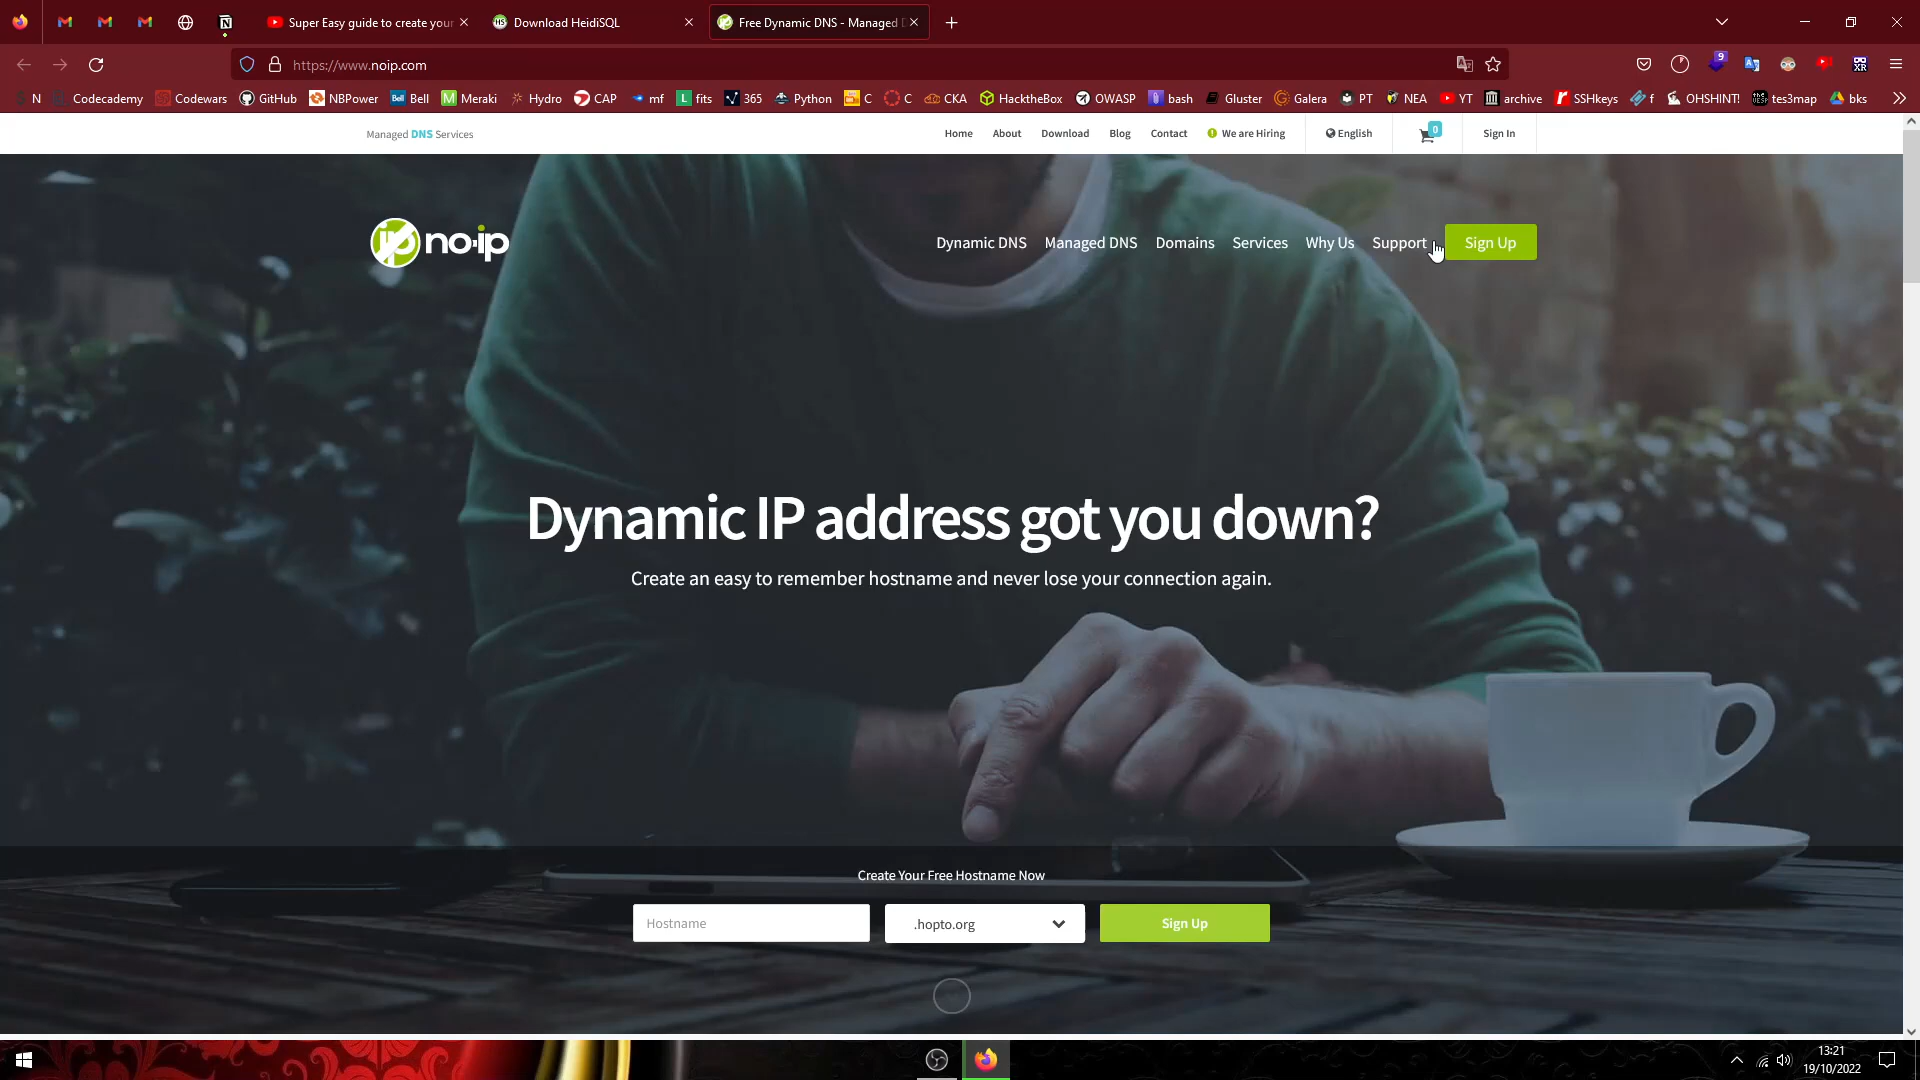 Super Easy guide to create your
Download HeidiSQL
Free Dynamic DNS - Managed D
https://www.noip.com
9
N
Codecademy
Codewars
GitHub
NBPower
Bell
Meraki
Hydro
CAP
mf
fits
365
Python
C
C
CKA
HacktheBox
OWASP
bash
Gluster
Galera
PT
NEA
YT
archive
SSHkeys
f
OHSHINT!
tes3map
bks
Managed DNS Services
Home
About
Download
Blog
Contact
We are Hiring
English
0
Sign In
no-ip
Dynamic DNS
Managed DNS
Domains
Services
Why Us
Support
Sign Up
Dynamic IP address got you down?
Create an easy to remember hostname and never lose your connection again.
Create Your Free Hostname Now
Hostname
.hopto.org
Sign Up
13:21
19/10/2022